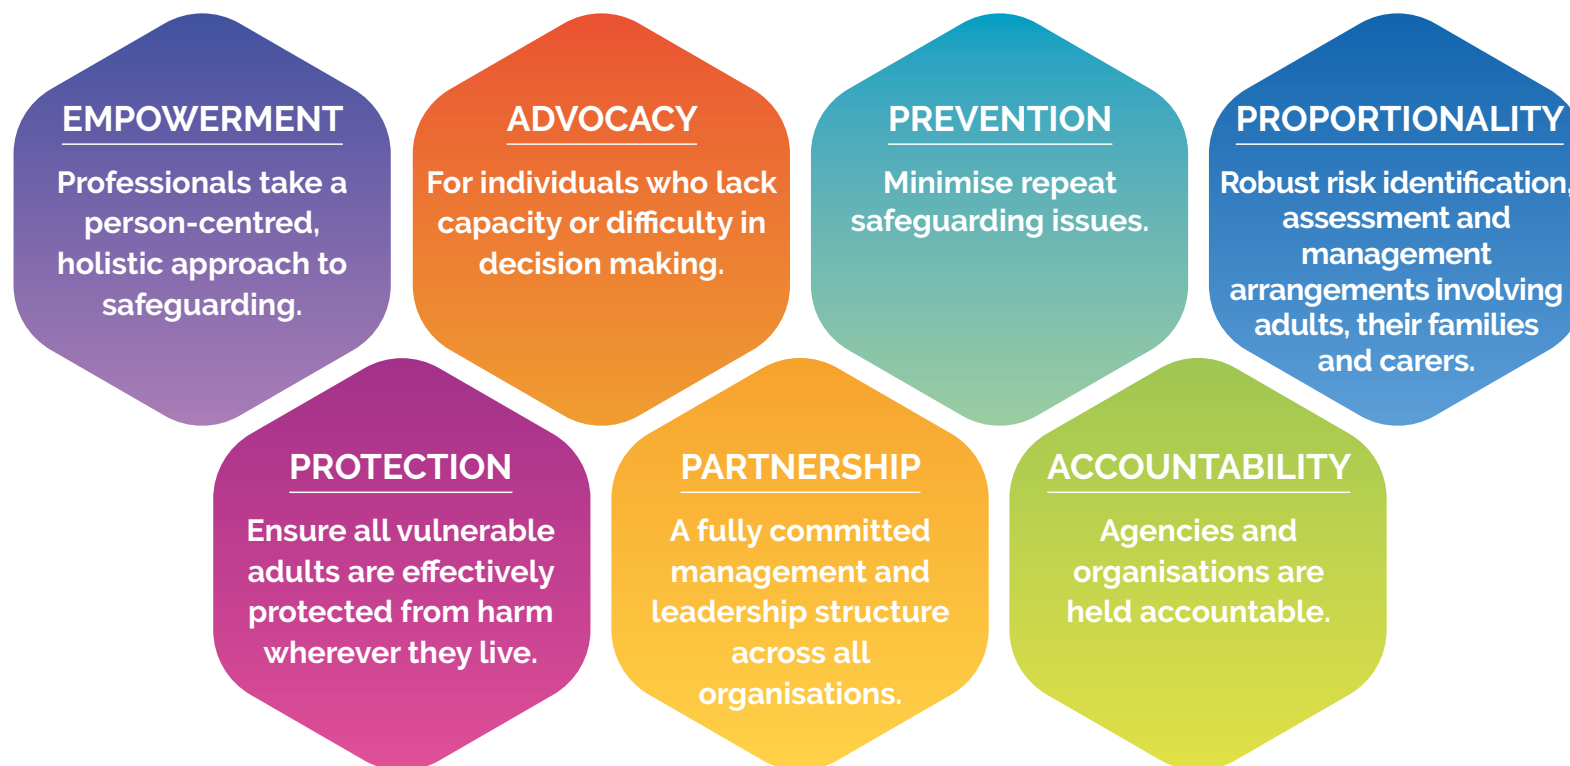 EMPOWERMENT
Professionals take a
person-centred,
holistic approach to
safeguarding.
ADVOCACY
For individuals who lack
capacity or difficulty in
decision making.
PREVENTION
Minimise repeat
safeguarding issues.
PROPORTIONALITY
Robust risk identification,
assessment and
management
arrangements involving
adults, their families
and carers.
PROTECTION
Ensure all vulnerable
adults are effectively
protected from harm
wherever they live.
PARTNERSHIP
A fully committed
management and
leadership structure
across all
organisations.
ACCOUNTABILITY
Agencies and
organisations are
held accountable.